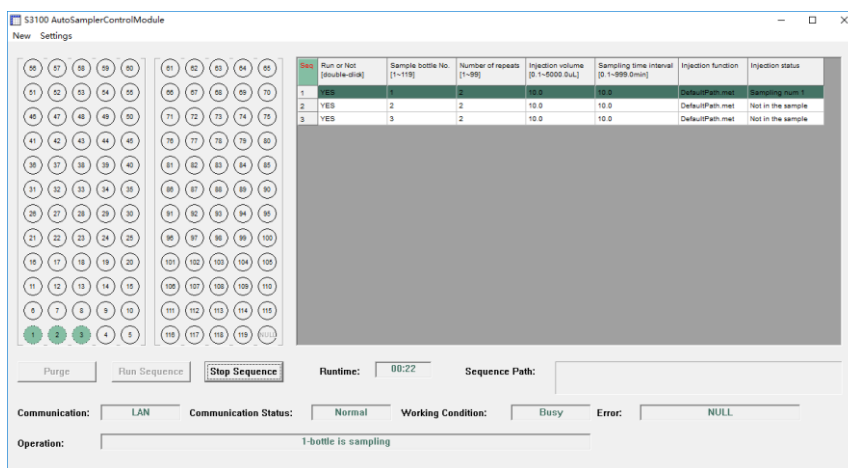 S3100 AutoSamplerControlModule
New Settings
56 57 58 59 60 61 62 63 64 65
51 52 53 54 55 66 67 68 69 70
46 47 48 49 50 71 72 73 74 75
41 42 43 44 45 76 77 78 79 80
36 37 38 39 40 81 82 83 84 85
31 32 33 34 35 86 87 88 89 90
26 27 28 29 30 91 92 93 94 95
21 22 23 24 25 96 97 98 99 100
16 17 18 19 20 101 102 103 104 105
11 12 13 14 15 106 107 108 109 110
6 7 8 9 10 111 112 113 114 115
1 2 3 4 5 116 117 118 119 NULL
Seq Run or Not Sample bottle No. Number of repeats Injection volume Sampling time interval Injection function Injection status
[double-click] [1~119] [1~99] [0.1~5000.0uL] [0.1~999.0min]
1 YES 1 2 10.0 10.0 DefaultPath.met Sampling num 1
2 YES 2 2 10.0 10.0 DefaultPath.met Not in the sample
3 YES 3 2 10.0 10.0 DefaultPath.met Not in the sample
Purge Run Sequence Stop Sequence Runtime: 00:22 Sequence Path:
Communication: LAN Communication Status: Normal Working Condition: Busy Error: NULL
Operation: 1-bottle is sampling